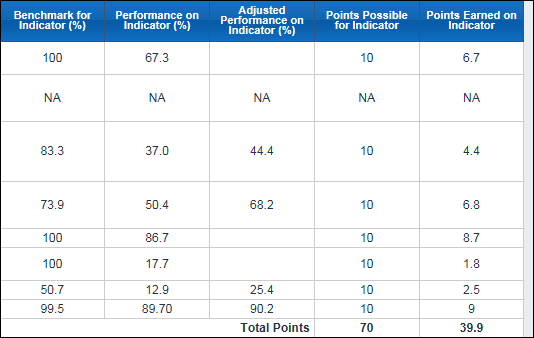 Benchmark for Indicator (%) Performance on Indicator (%) Adjusted Performance on Indicator (%) Points Possible for Indicator Points Earned on Indicator
100 67.3 10 6.7
NA NA NA NA NA
83.3 37.0 44.4 10 4.4
73.9 50.4 68.2 10 6.8
100 86.7 10 8.7
100 17.7 10 1.8
50.7 12.9 25.4 10 2.5
99.5 89.70 90.2 10 9
Total Points 70 39.9